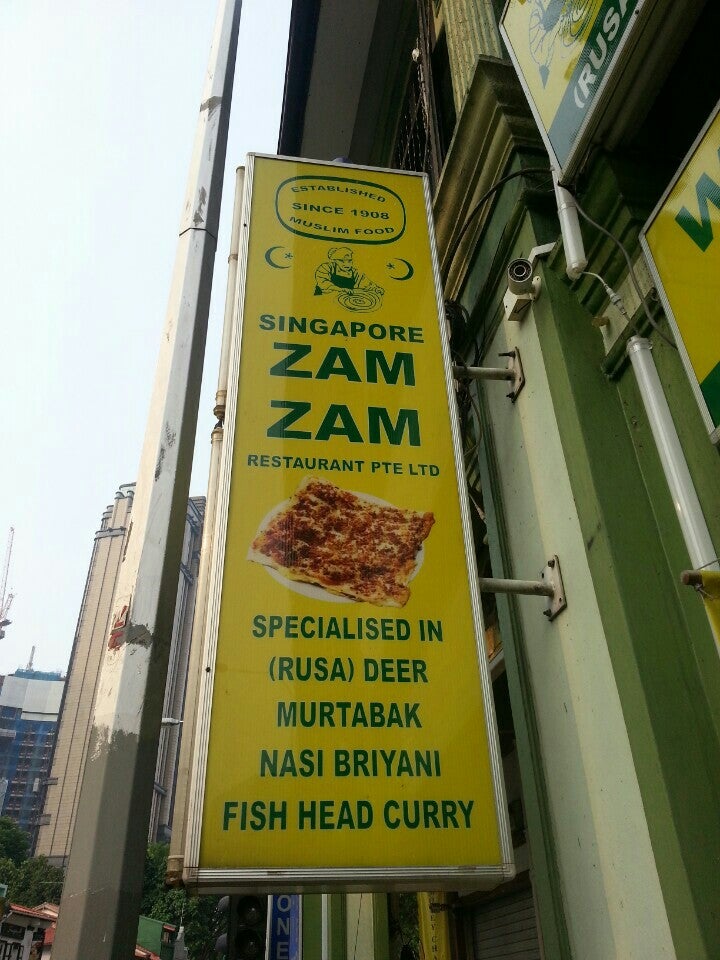 ESTABLISHED
SINCE 1908
MUSLIM FOOD
SINGAPORE
ZAM
ZAM
RESTAURANT PTE LTD
SPECIALISED IN
(RUSA) DEER
MURTABAK
NASI BRIYANI
FISH HEAD CURRY
(RUSA
ONE